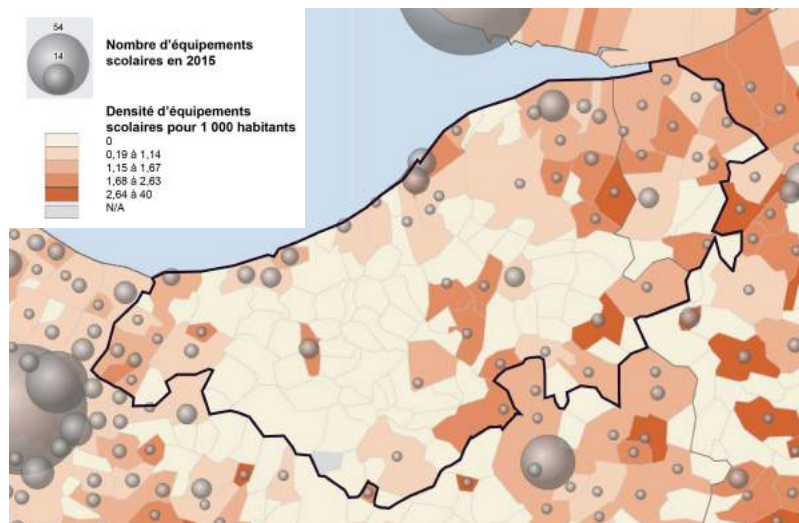 54
14
Nombre d'équipements
scolaires en 2015
Densité d'équipements
scolaires pour 1 000 habitants
0
0,19 à 1,14
1,15 à 1,67
1,68 à 2,63
2,64 à 40
N/A